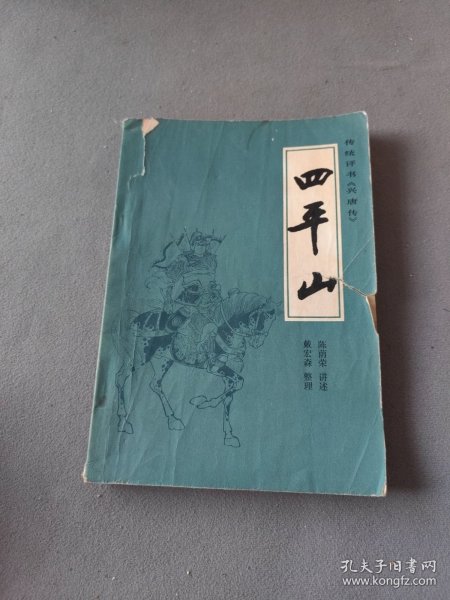 传统评书《兴唐传》
四平山
陈荫荣 讲述
戴宏森 整理
孔夫子旧书网
www.kongfz.com